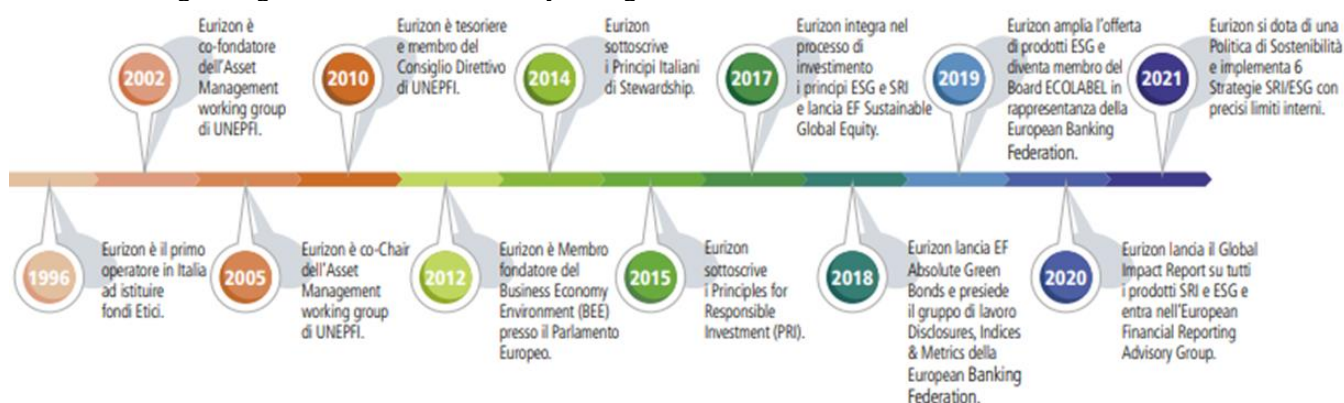 2002
Eurizon è
co-fondatore
dell'Asset
Management
working group
di UNEPFI.
2010
Eurizon è tesoriere
e membro del
Consiglio Direttivo
di UNEPFI.
2014
Eurizon
sottoscrive
i Principi Italiani
di Stewardship.
2017
Eurizon integra nel
processo di
investimento
i principi ESG e SRI
e lancia EF Sustainable
Global Equity.
2019
Eurizon amplia l'offerta
di prodotti ESG e
diventa membro del
Board ECOLABEL in
rappresentanza della
European Banking
Federation.
2021
Eurizon si dota di una
Politica di Sostenibilità
e implementa 6
Strategie SRI/ESG con
precisi limiti interni.
1996
Eurizon è il primo
operatore in Italia
ad istituire
fondi Etici.
2005
Eurizon è co-Chair
dell'Asset
Management
working group
di UNEPFI.
2012
Eurizon è Membro
fondatore del
Business Economy
Environment (BEE)
presso il Parlamento
Europeo.
2015
Eurizon
sottoscrive
i Principles for
Responsible
Investment (PRI).
2018
Eurizon lancia EF
Absolute Green
Bonds e presiede
il gruppo di lavoro
Disclosures, Indices
& Metrics della
European Banking
Federation.
2020
Eurizon lancia il Global
Impact Report su tutti
i prodotti SRI e ESG e
entra nell'European
Financial Reporting
Advisory Group.